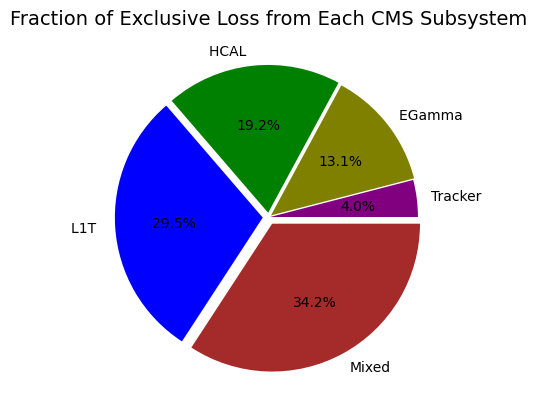 Fraction of Exclusive Loss from Each CMS Subsystem
HCAL
19.2%
EGamma
13.1%
Tracker
4.0%
L1T
29.5%
34.2%
Mixed